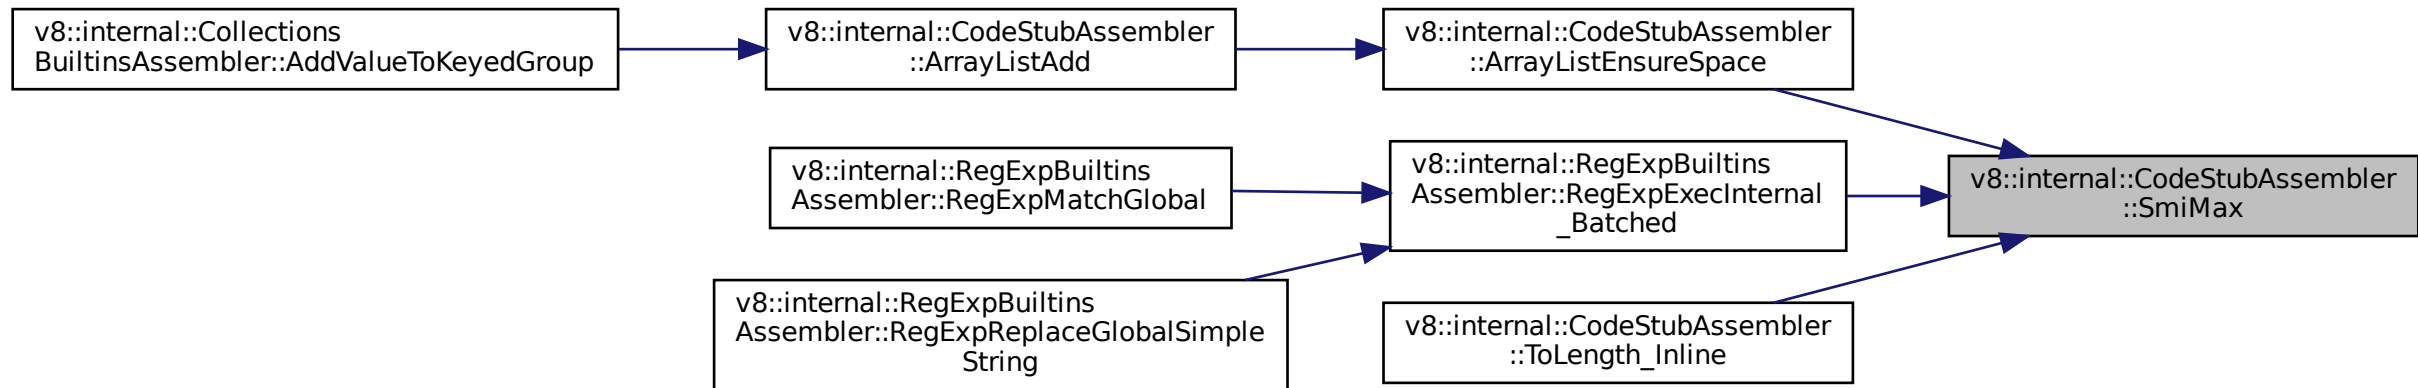 v8::internal::Collections
BuiltinsAssembler::AddValueToKeyedGroup
v8::internal::CodeStubAssembler
::ArrayListAdd
v8::internal::CodeStubAssembler
::ArrayListEnsureSpace
v8::internal::RegExpBuiltins
Assembler::RegExpMatchGlobal
v8::internal::RegExpBuiltins
Assembler::RegExpExecInternal
_Batched
v8::internal::CodeStubAssembler
::SmiMax
v8::internal::RegExpBuiltins
Assembler::RegExpReplaceGlobalSimple
String
v8::internal::CodeStubAssembler
::ToLength_Inline